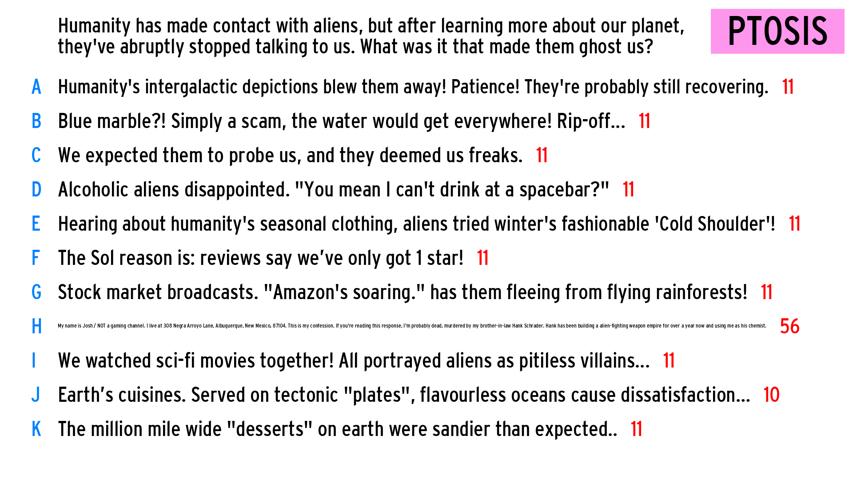 Humanity has made contact with aliens, but after learning more about our planet,
they've abruptly stopped talking to us. What was it that made them ghost us?
PTOSIS
A Humanity's intergalactic depictions blew them away! Patience! They're probably still recovering. 11
B Blue marble?! Simply a scam, the water would get everywhere! Rip-off... 11
C We expected them to probe us, and they deemed us freaks. 11
D Alcoholic aliens disappointed. "You mean I can't drink at a spacebar?" 11
E Hearing about humanity's seasonal clothing, aliens tried winter's fashionable 'Cold Shoulder'! 11
F The Sol reason is: reviews say we’ve only got 1 star! 11
G Stock market broadcasts. "Amazon's soaring." has them fleeing from flying rainforests! 11
H My name is Josh/ NOT a gaming channel. I live at 308 Negra Arroyo Lane, Albuquerque, New Mexico, 87104. This is my confession. If you're reading this response, I'm probably dead, murdered by my brother-in-law Hank Schrader. Hank has been building a alien-fighting weapon empire for over a year now and using me as his chemist. 56
I We watched sci-fi movies together! All portrayed aliens as pitiless villains... 11
J Earth’s cuisines. Served on tectonic "plates", flavourless oceans cause dissatisfaction... 10
K The million mile wide "desserts" on earth were sandier than expected.. 11